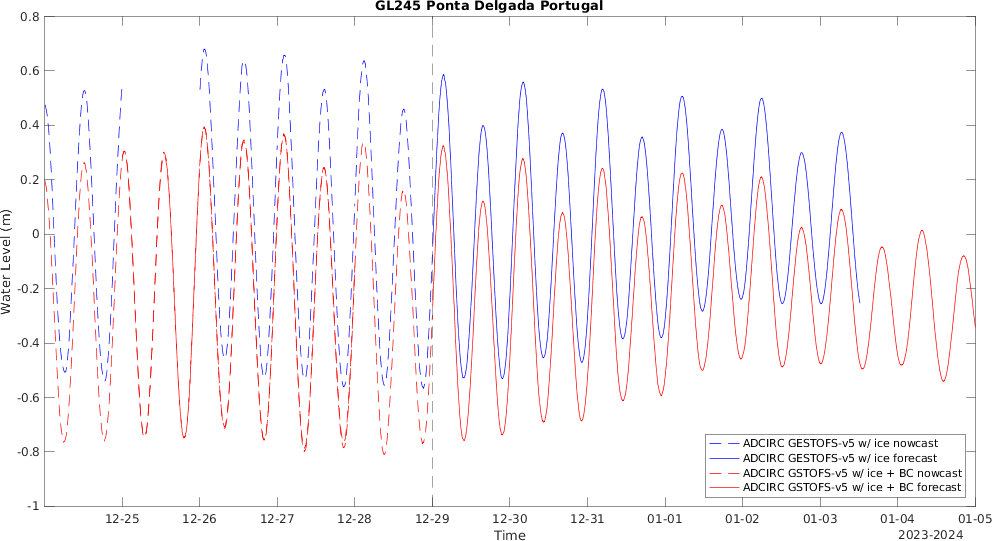 GL245 Ponta Delgada Portugal
Water Level (m)
0.8
0.6
0.4
0.2
0
-0.2
-0.4
-0.6
-0.8
-1
ADCIRC GESTOFS-v5 w/ ice nowcast
ADCIRC GESTOFS-v5 w/ ice forecast
ADCIRC GSTOFS-v5 w/ ice + BC nowcast
ADCIRC GSTOFS-v5 w/ ice + BC forecast
12-25 12-26 12-27 12-28 12-29 12-30 12-31 01-01 01-02 01-03 01-04 01-05
Time
2023-2024